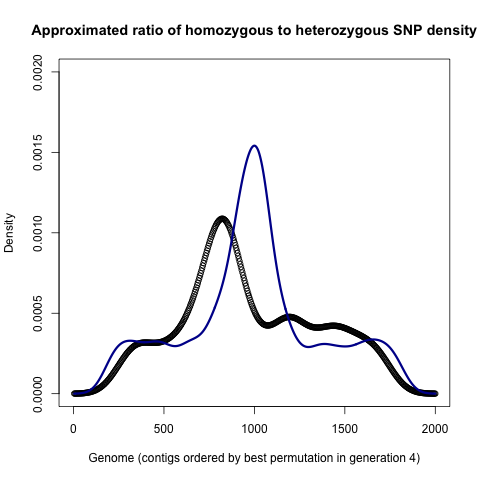 Approximated ratio of homozygous to heterozygous SNP density
Density
0.0020
0.0015
0.0010
0.0005
0.0000
0 500 1000 1500 2000
Genome (contigs ordered by best permutation in generation 4)